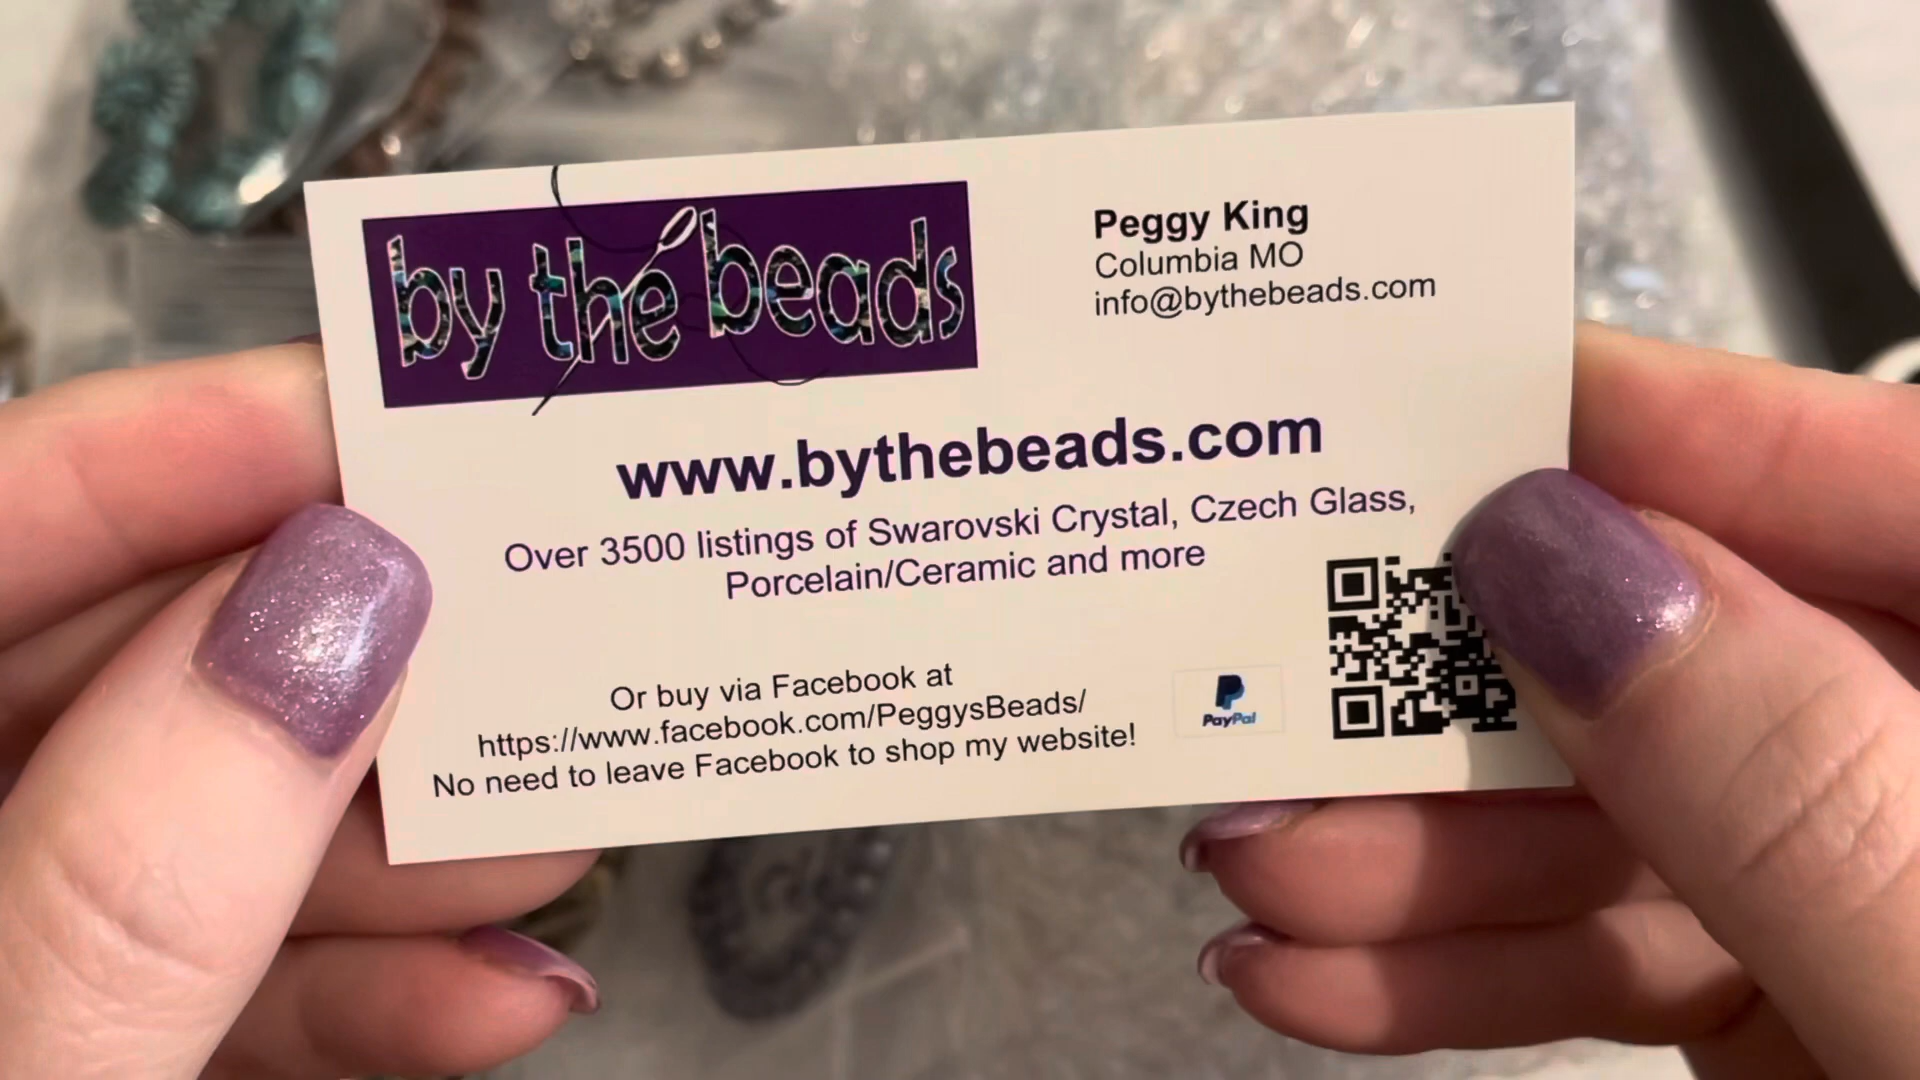 by the beads
Peggy King
Columbia MO
info@bythebeads.com
www.bythebeads.com
Over 3500 listings of Swarovski Crystal, Czech Glass,
Porcelain/Ceramic and more
Or buy via Facebook at
https://www.facebook.com/PeggysBeads/
No need to leave Facebook to shop my website!
PayPal